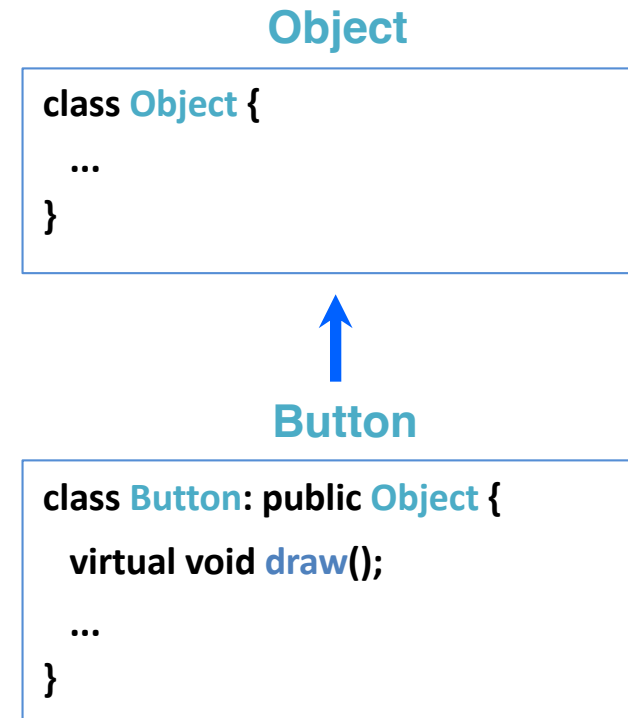 Object
class Object {
...
}
Button
class Button: public Object {
virtual void draw();
...
}